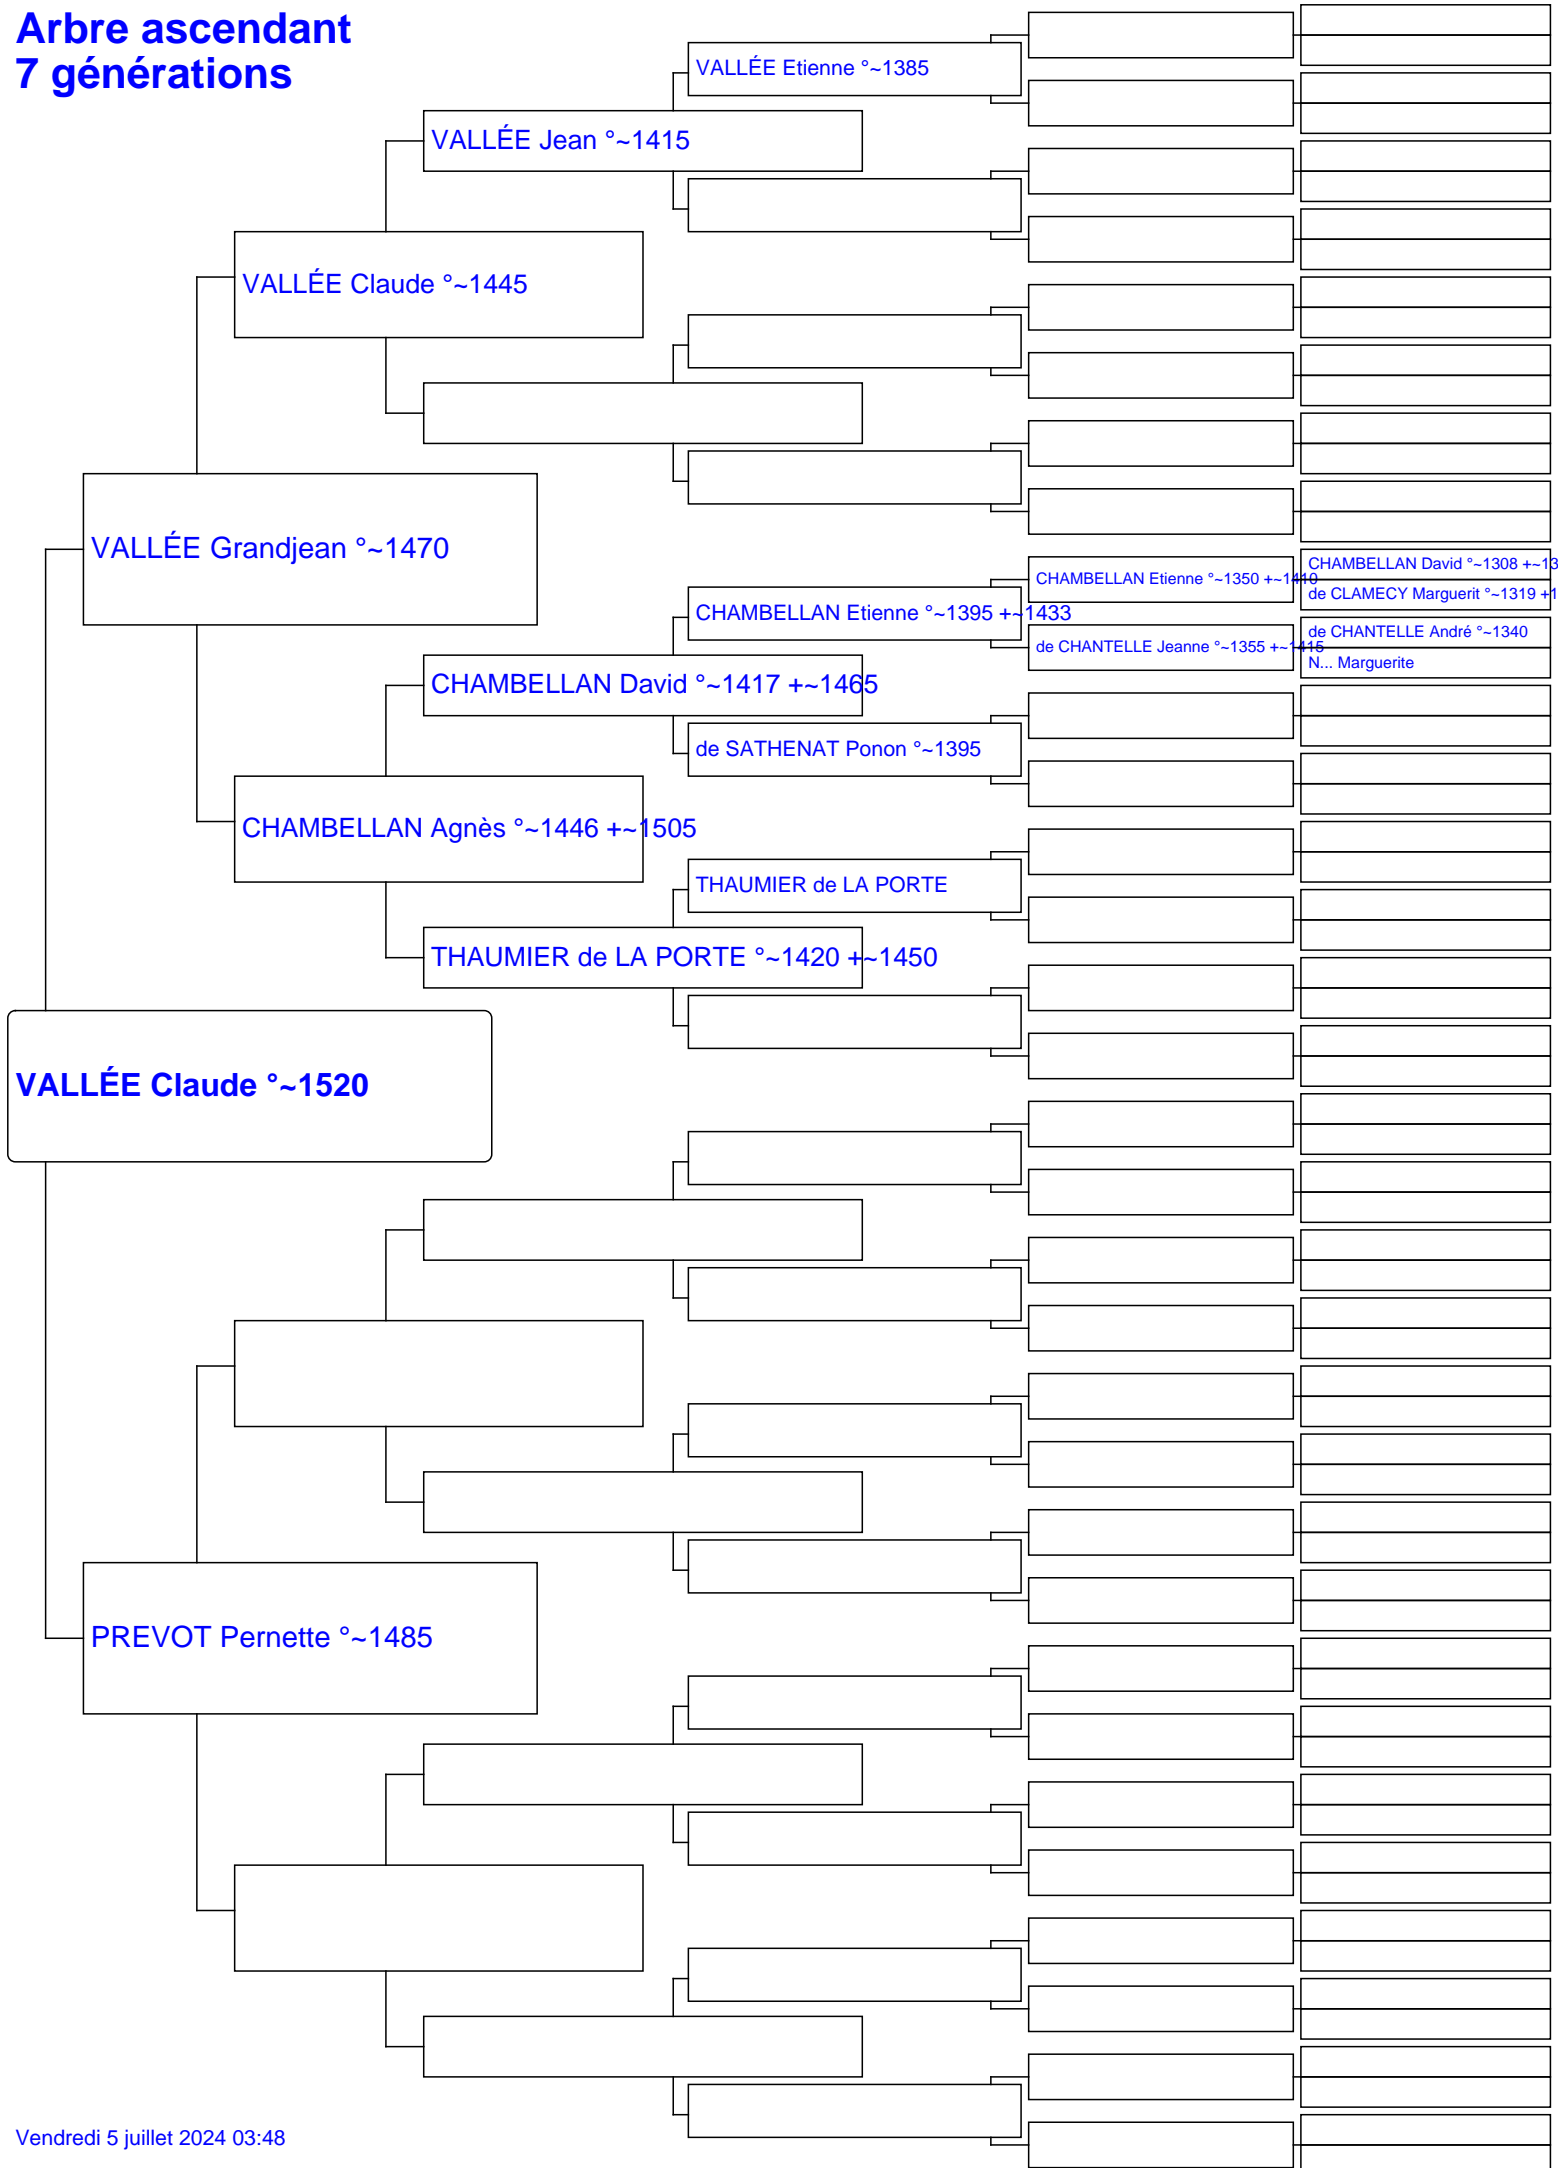 Arbre ascendant
7 générations
VALLÉE Etienne °~1385
VALLÉE Jean °~1415
VALLÉE Claude °~1445
VALLÉE Grandjean °~1470
CHAMBELLAN David °~1308 +~13
CHAMBELLAN Etienne °~1350 +~1410
de CLAMECY Marguerit °~1319 +1
CHAMBELLAN Etienne °~1395 +~1433
de CHANTELLE André °~1340
de CHANTELLE Jeanne °~1355 +~1415
N... Marguerite
CHAMBELLAN David °~1417 +~1465
de SATHENAT Ponon °~1395
CHAMBELLAN Agnès °~1446 +~1505
THAUMIER de LA PORTE
THAUMIER de LA PORTE °~1420 +~1450
VALLÉE Claude °~1520
PREVOT Pernette °~1485
Vendredi 5 juillet 2024 03:48